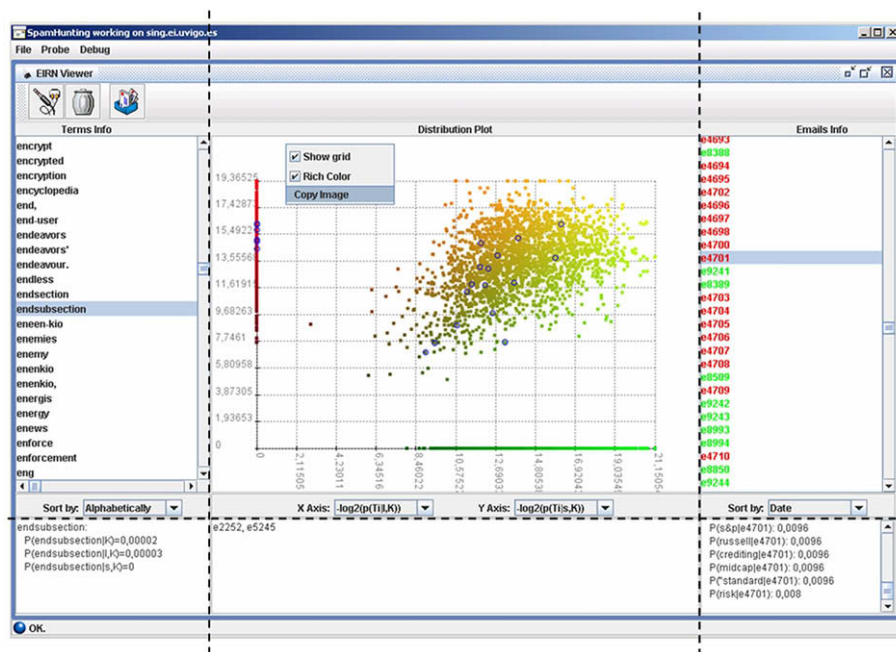 SpamHunting working on sing.ei.uvigo.es
File Probe Debug
EIRN Viewer
Terms Info
encrypt
encrypted
encryption
encyclopedia
end,
end-user
endeavors
endeavors'
endeavour.
endless
endsection
endsubsection
eneen-kio
enemies
enemy
enenkio
enenkio,
energis
energy
enews
enforce
enforcement
eng
Sort by: Alphabetically
Distribution Plot
Show grid
Rich Color
Copy Image
19,36525
17,4287
15,4922
13,5556
11,6191
9,68263
7,7461
5,80958
3,87305
1,93653
0
0
2,11505
4,23011
6,34516
8,46022
10,5752
12,6903
14,8053
16,9204
19,0354
21,1505
X Axis: -log2(p(Ti|l,K))
Y Axis: -log2(p(Ti|s,K))
Emails Info
e4693
e8388
e4694
e4695
e4702
e4696
e4697
e4698
e4700
e4701
e9241
e8389
e4703
e4704
e4705
e4706
e4707
e4708
e8509
e4709
e9242
e9243
e8993
e8994
e4710
e8850
e9244
Sort by: Date
endsubsection:
P(endsubsection|k)=0,00002
P(endsubsection|l,K)=0,00003
P(endsubsection|s,K)=0
e2252, e5245
P(s&p|e4701): 0,0096
P(russell|e4701): 0,0096
P(crediting|e4701): 0,0096
P(midcap|e4701): 0,0096
P("standard|e4701): 0,0096
P(risk|e4701): 0,008
OK.